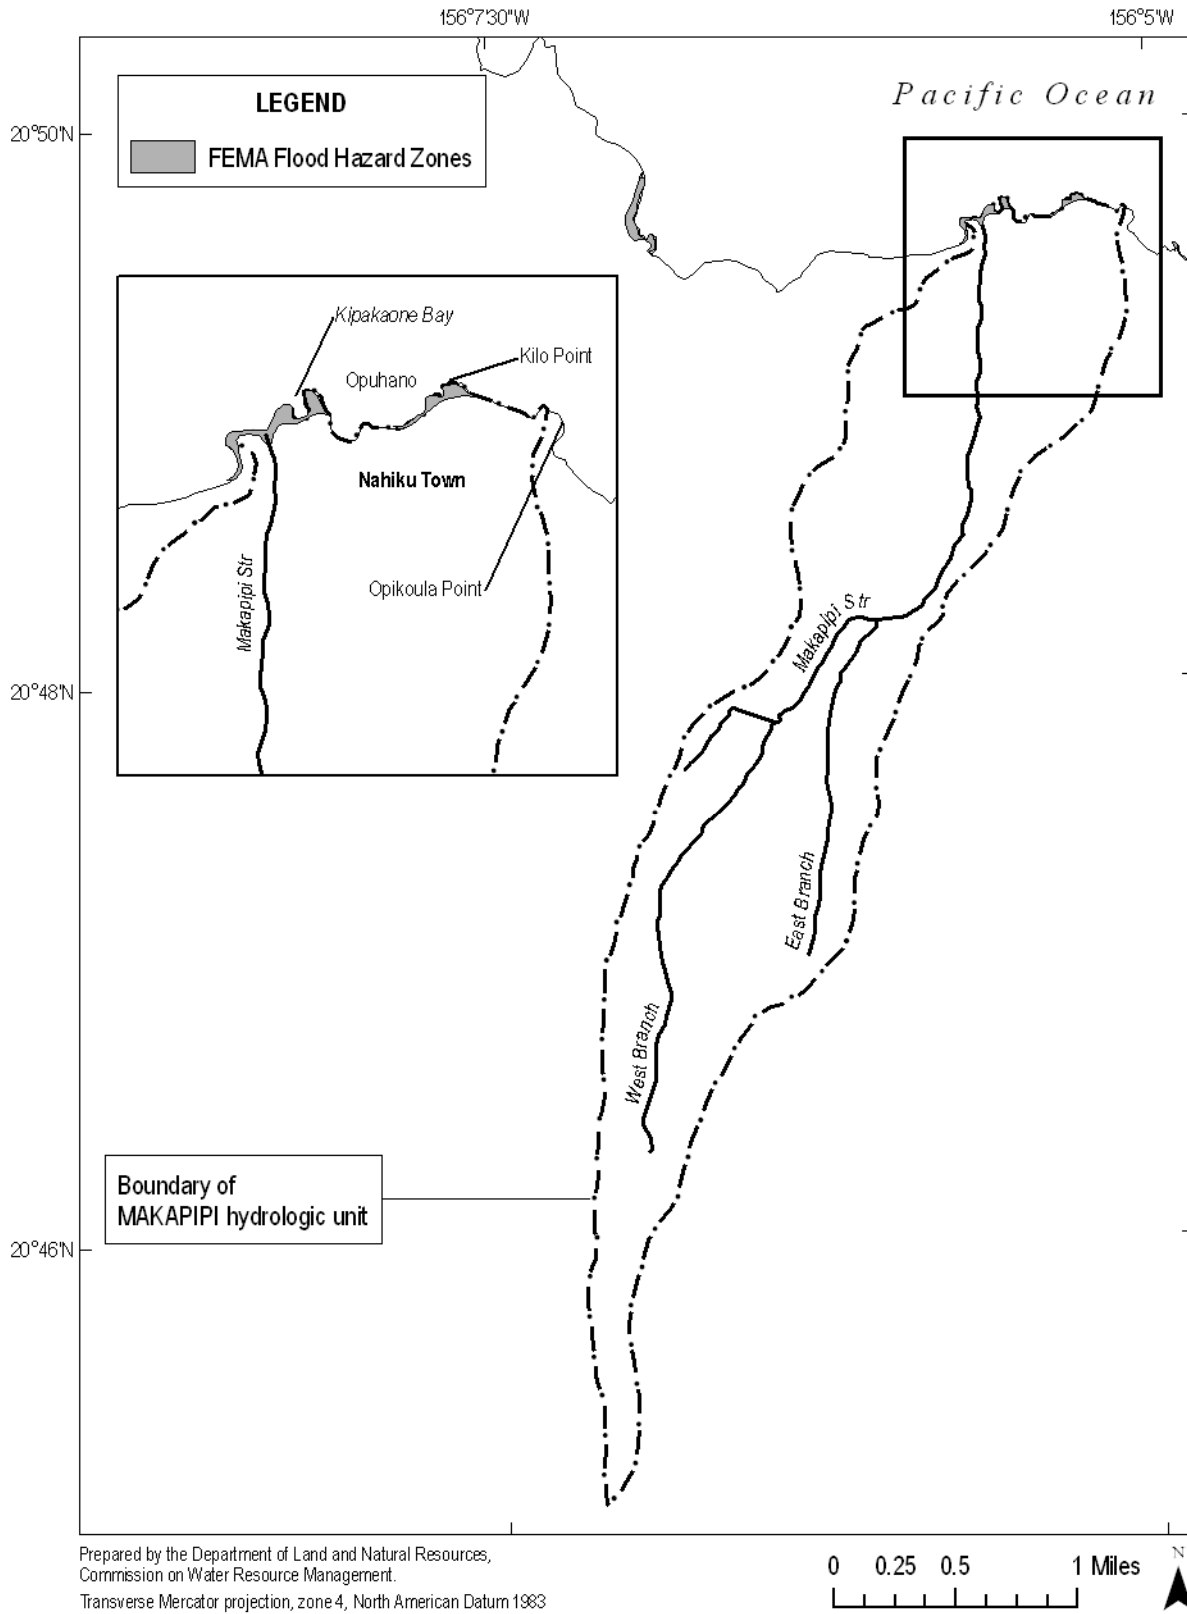 156°7'30"W
156°5'W
Pacific Ocean
20°50'N
LEGEND
FEMA Flood Hazard Zones
Kipakaone Bay
Kilo Point
Opuhano
Nahiku Town
Makapipi Str
Opikoula Point
Makapipi Str
20°48'N
East Branch
West Branch
Boundary of
MAKAPIPI hydrologic unit
20°46'N
Prepared by the Department of Land and Natural Resources,
Commission on Water Resource Management.
Transverse Mercator projection, zone 4, North American Datum 1983
0 0.25 0.5 1 Miles
N